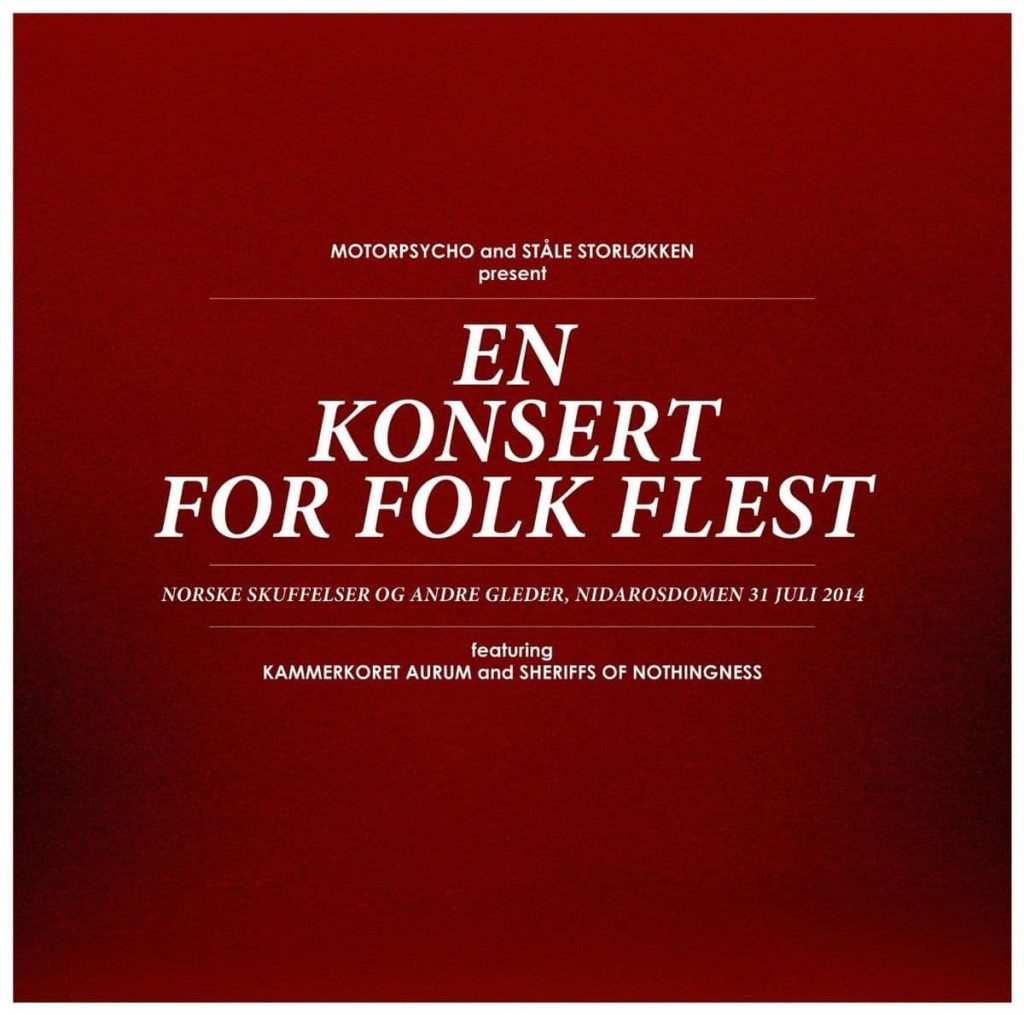 MOTORPSYCHO and STÅLE STORLØKKEN
present
EN
KONSERT
FOR FOLK FLEST
NORSKE SKUFFELSER OG ANDRE GLEDER, NIDAROSDOMEN 31 JULI 2014
featuring
KAMMERKORET AURUM and SHERIFFS OF NOTHINGNESS